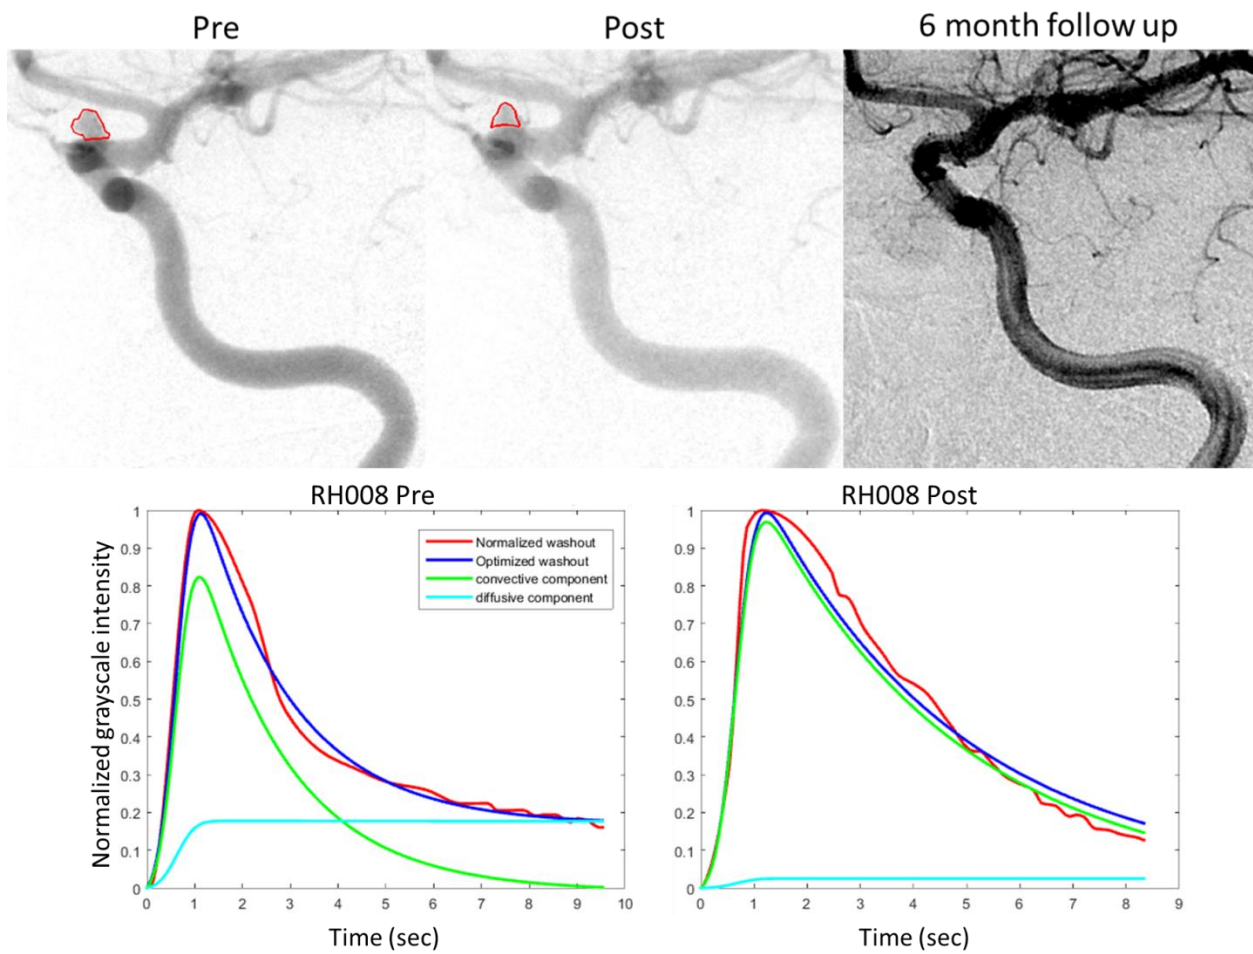 Pre
Post
6 month follow up
RH008 Pre
Normalized grayscale intensity
1
0.9
0.8
0.7
0.6
0.5
0.4
0.3
0.2
0.1
0
Normalized washout
Optimized washout
convective component
diffusive component
0 1 2 3 4 5 6 7 8 9 10
Time (sec)
RH008 Post
1
0.9
0.8
0.7
0.6
0.5
0.4
0.3
0.2
0.1
0
0 1 2 3 4 5 6 7 8 9
Time (sec)